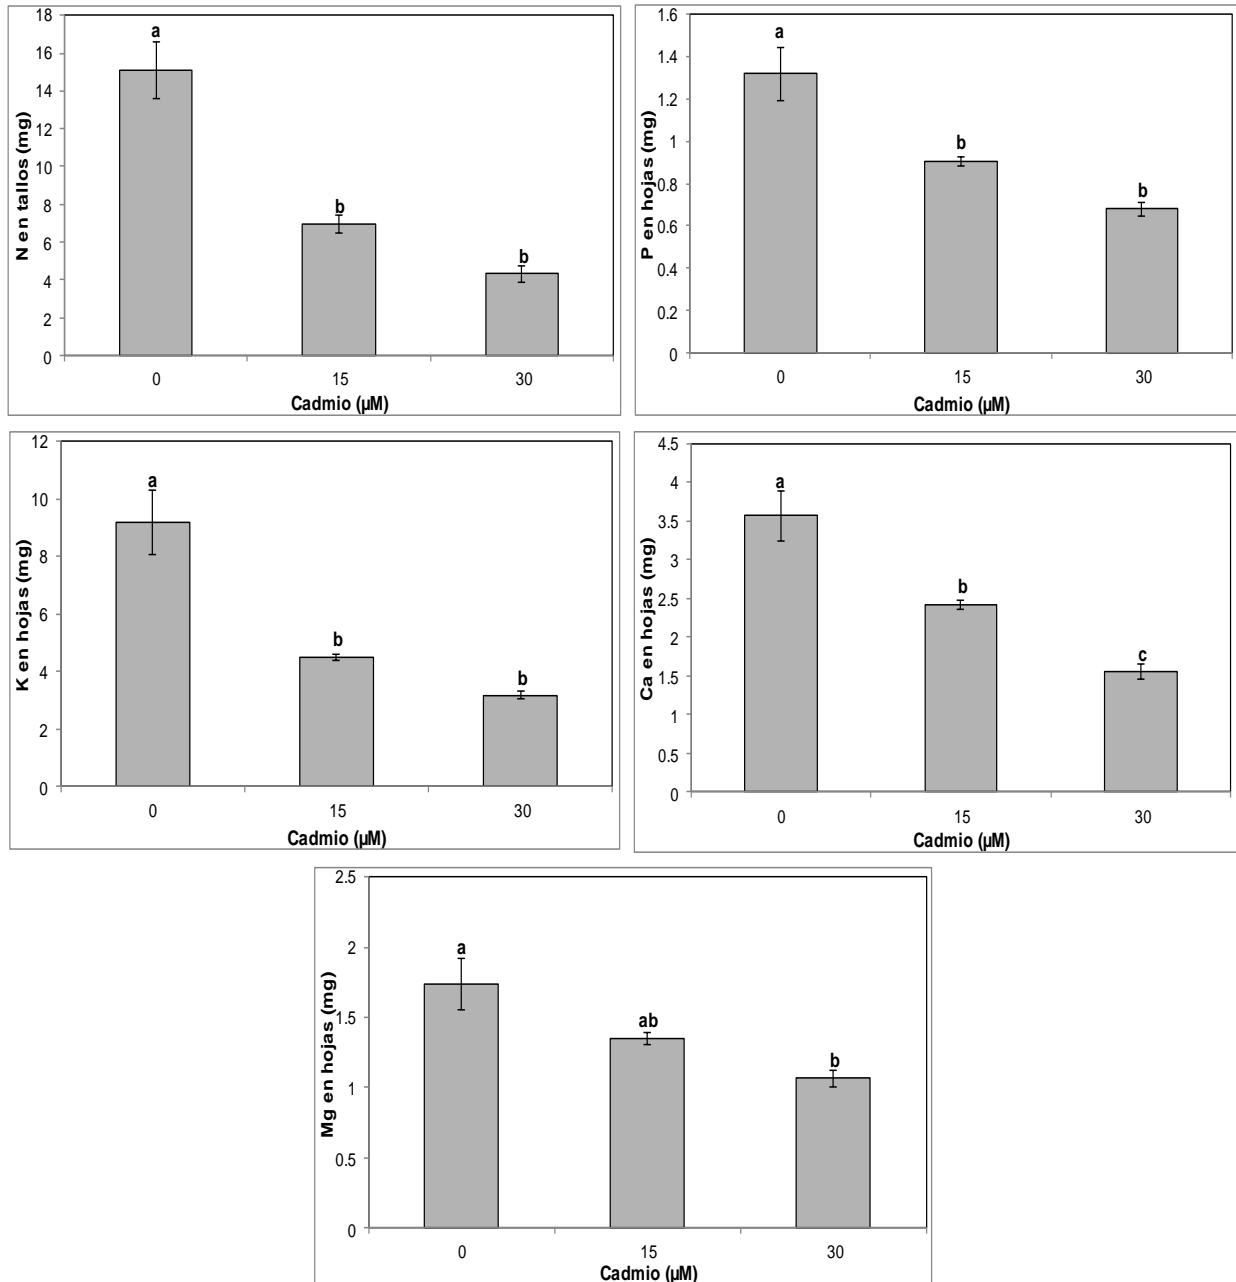 18
16
14
12
10
8
6
4
2
0
N en tallos (mg)
a
b
b
0 15 30
Cadmio (µM)
1.6
1.4
1.2
1
0.8
0.6
0.4
0.2
0
P en hojas (mg)
a
b
b
0 15 30
Cadmio (µM)
12
10
8
6
4
2
0
K en hojas (mg)
a
b
b
0 15 30
Cadmio (µM)
4.5
4
3.5
3
2.5
2
1.5
1
0.5
0
Ca en hojas (mg)
a
b
c
0 15 30
Cadmio (µM)
2.5
2
1.5
1
0.5
0
Mg en hojas (mg)
a
ab
b
0 15 30
Cadmio (µM)